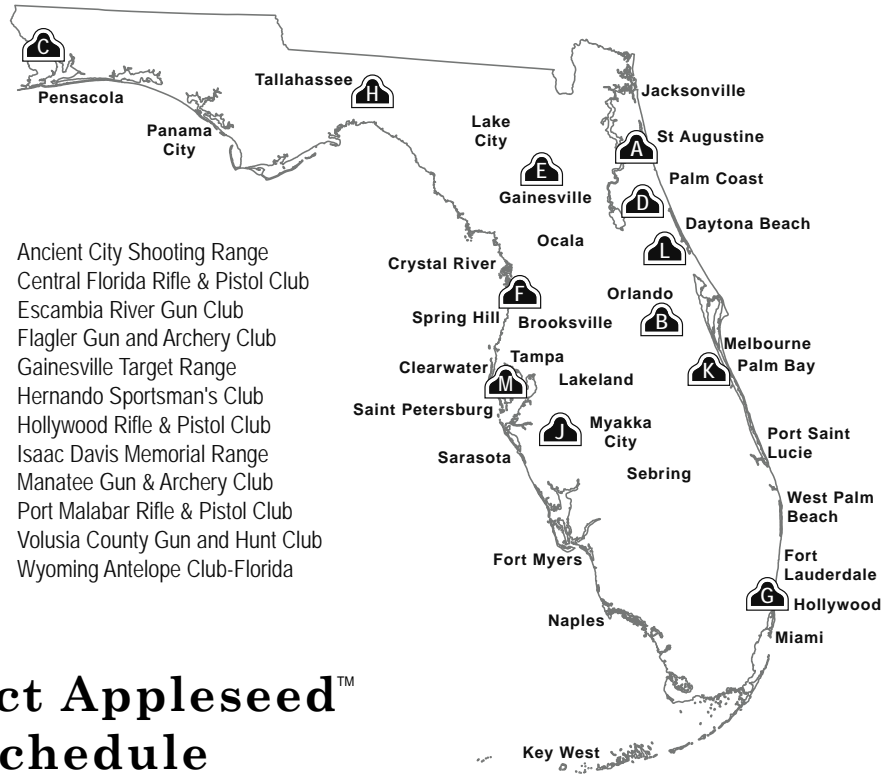 C
Pensacola
Panama
City
Tallahassee
H
Lake
City
E
Gainesville
Jacksonville
A
St Augustine
Palm Coast
D
Daytona Beach
L
Ocala
Crystal River
F
Spring Hill
Brooksville
Orlando
B
Melbourne
Palm Bay
K
Clearwater
Tampa
M
Lakeland
Saint Petersburg
J
Myakka
City
Sarasota
Sebring
Port Saint
Lucie
West Palm
Beach
Fort Myers
Fort
Lauderdale
G
Hollywood
Naples
Miami
Key West
Ancient City Shooting Range
Central Florida Rifle & Pistol Club
Escambia River Gun Club
Flagler Gun and Archery Club
Gainesville Target Range
Hernando Sportsman's Club
Hollywood Rifle & Pistol Club
Isaac Davis Memorial Range
Manatee Gun & Archery Club
Port Malabar Rifle & Pistol Club
Volusia County Gun and Hunt Club
Wyoming Antelope Club-Florida
ct Appleseed™
chedule